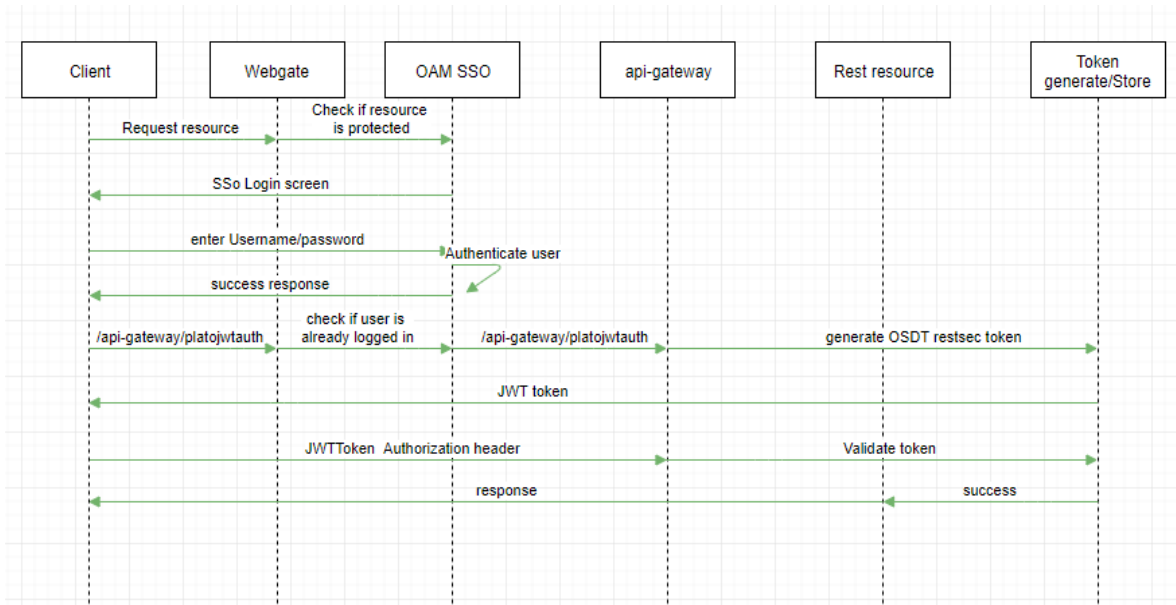 Client
Webgate
OAM SSO
api-gateway
Rest resource
Token
generate/Store
Request resource
Check if resource
is protected
SSo Login screen
enter Username/password
Authenticate user
success response
/api-gateway/platojwtauth
check if user is
already logged in
/api-gateway/platojwtauth
generate OSDT restsec token
JWT token
JWTToken Authorization header
Validate token
response
success